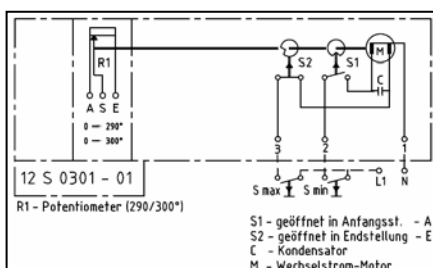 R1
S2
S1
M
C
A S E
0 — 290°
0 — 300°
3 2 1
12 S 0301 - 01
S max
S min
L1
N
R1 - Potentiometer (290/300°)
S1 - geöffnet in Anfangsst. - A
S2 - geöffnet in Endstellung - E
C - Kondensator
M - Wechselstrom-Motor